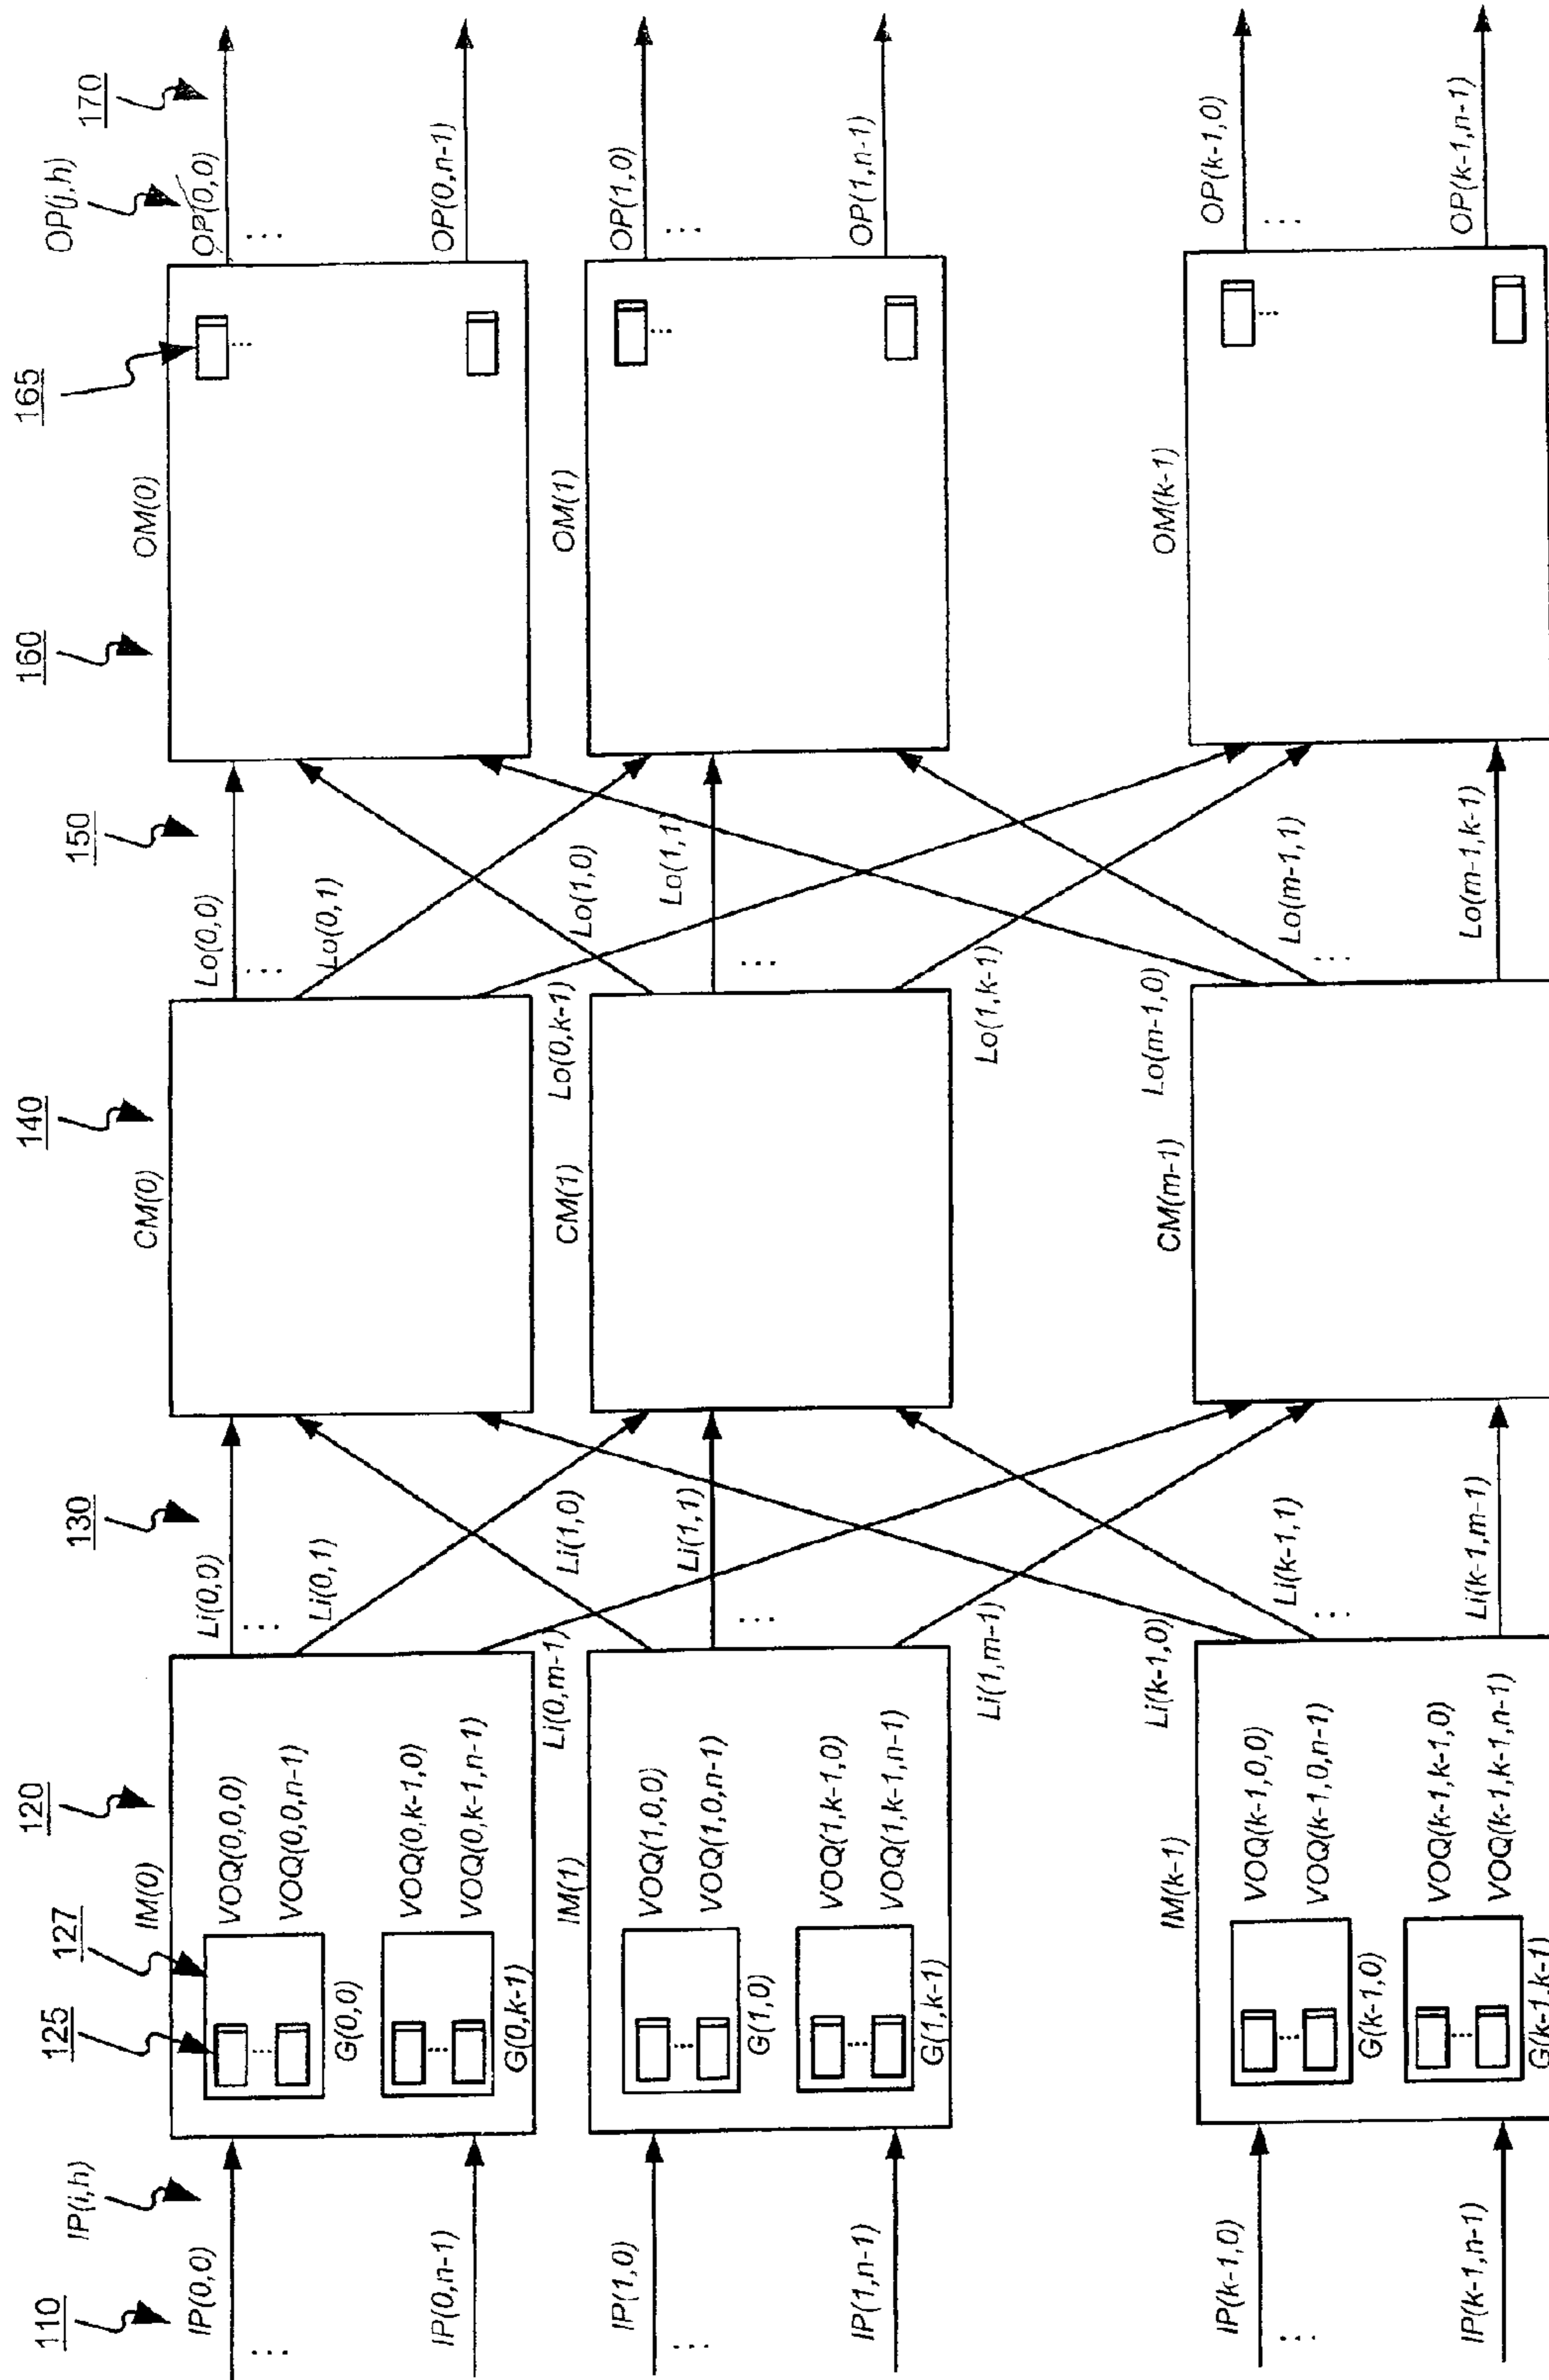 110
IP(i,h)
125
127
120
130
140
150
160
165
OP(j,h)
170
IP(0,0)
...
IP(0,n-1)
IM(0)
VOQ(0,0,0)
VOQ(0,0,n-1)
G(0,0)
VOQ(0,k-1,0)
VOQ(0,k-1,n-1)
G(0,k-1)
Li(0,0)
...
Li(0,1)
Li(0,m-1)
CM(0)
Lo(0,0)
...
Lo(0,1)
Lo(0,k-1)
OM(0)
OP(0,0)
...
OP(0,n-1)
IP(1,0)
...
IP(1,n-1)
IM(1)
VOQ(1,0,0)
VOQ(1,0,n-1)
G(1,0)
VOQ(1,k-1,0)
VOQ(1,k-1,n-1)
G(1,k-1)
Li(1,0)
Li(1,1)
...
Li(1,m-1)
CM(1)
Lo(1,0)
Lo(1,1)
...
Lo(1,k-1)
OM(1)
OP(1,0)
...
OP(1,n-1)
IP(k-1,0)
...
IP(k-1,n-1)
IM(k-1)
VOQ(k-1,0,0)
VOQ(k-1,0,n-1)
G(k-1,0)
VOQ(k-1,k-1,0)
VOQ(k-1,k-1,n-1)
G(k-1,k-1)
Li(k-1,0)
Li(k-1,1)
...
Li(k-1,m-1)
CM(m-1)
Lo(m-1,0)
Lo(m-1,1)
...
Lo(m-1,k-1)
OM(k-1)
OP(k-1,0)
...
OP(k-1,n-1)